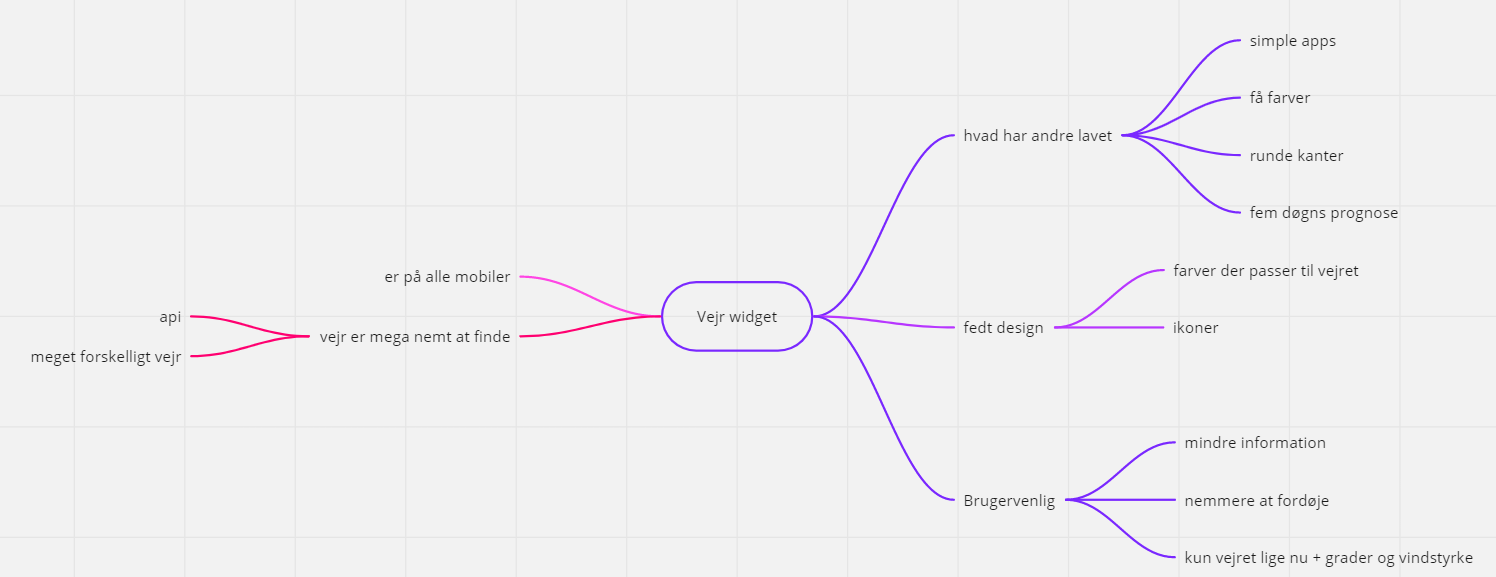 Vejr widget
er på alle mobiler
vejr er mega nemt at finde
api
meget forskelligt vejr
hvad har andre lavet
simple apps
få farver
runde kanter
fem døgns prognose
fedt design
farver der passer til vejret
ikoner
Brugervenlig
mindre information
nemmere at fordøje
kun vejret lige nu + grader og vindstyrke